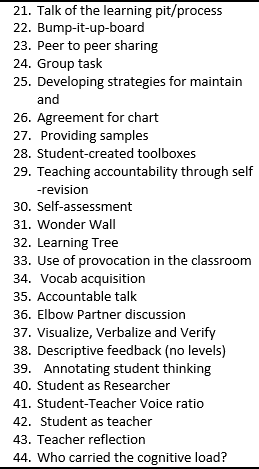 21. Talk of the learning pit/process
22. Bump-it-up-board
23. Peer to peer sharing
24. Group task
25. Developing strategies for maintain
and
26. Agreement for chart
27. Providing samples
28. Student-created toolboxes
29. Teaching accountability through self
-revision
30. Self-assessment
31. Wonder Wall
32. Learning Tree
33. Use of provocation in the classroom
34. Vocab acquisition
35. Accountable talk
36. Elbow Partner discussion
37. Visualize, Verbalize and Verify
38. Descriptive feedback (no levels)
39. Annotating student thinking
40. Student as Researcher
41. Student-Teacher Voice ratio
42. Student as teacher
43. Teacher reflection
44. Who carried the cognitive load?